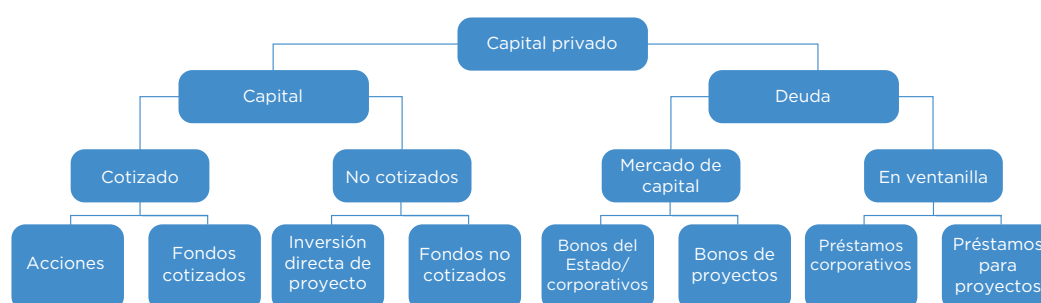 Capital privado
Capital
Deuda
Cotizado
No cotizados
Mercado de
capital
En ventanilla
Acciones
Fondos
cotizados
Inversión
directa de
proyecto
Fondos no
cotizados
Bonos del
Estado/
corporativos
Bonos de
proyectos
Préstamos
corporativos
Préstamos
para
proyectos